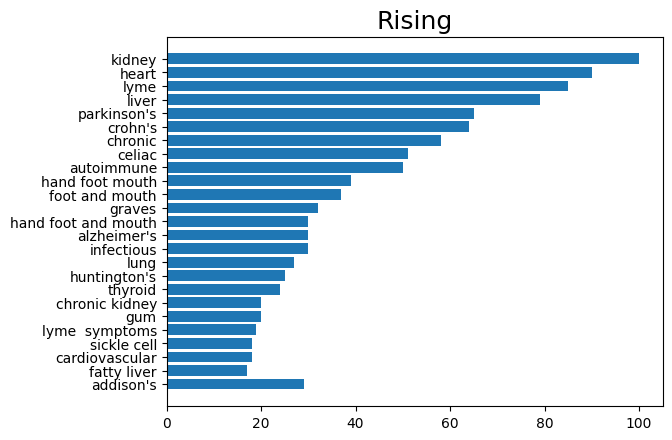 Rising
kidney
heart
lyme
liver
parkinson's
crohn's
chronic
celiac
autoimmune
hand foot mouth
foot and mouth
graves
hand foot and mouth
alzheimer's
infectious
lung
huntington's
thyroid
chronic kidney
gum
lyme  symptoms
sickle cell
cardiovascular
fatty liver
addison's
0 20 40 60 80 100